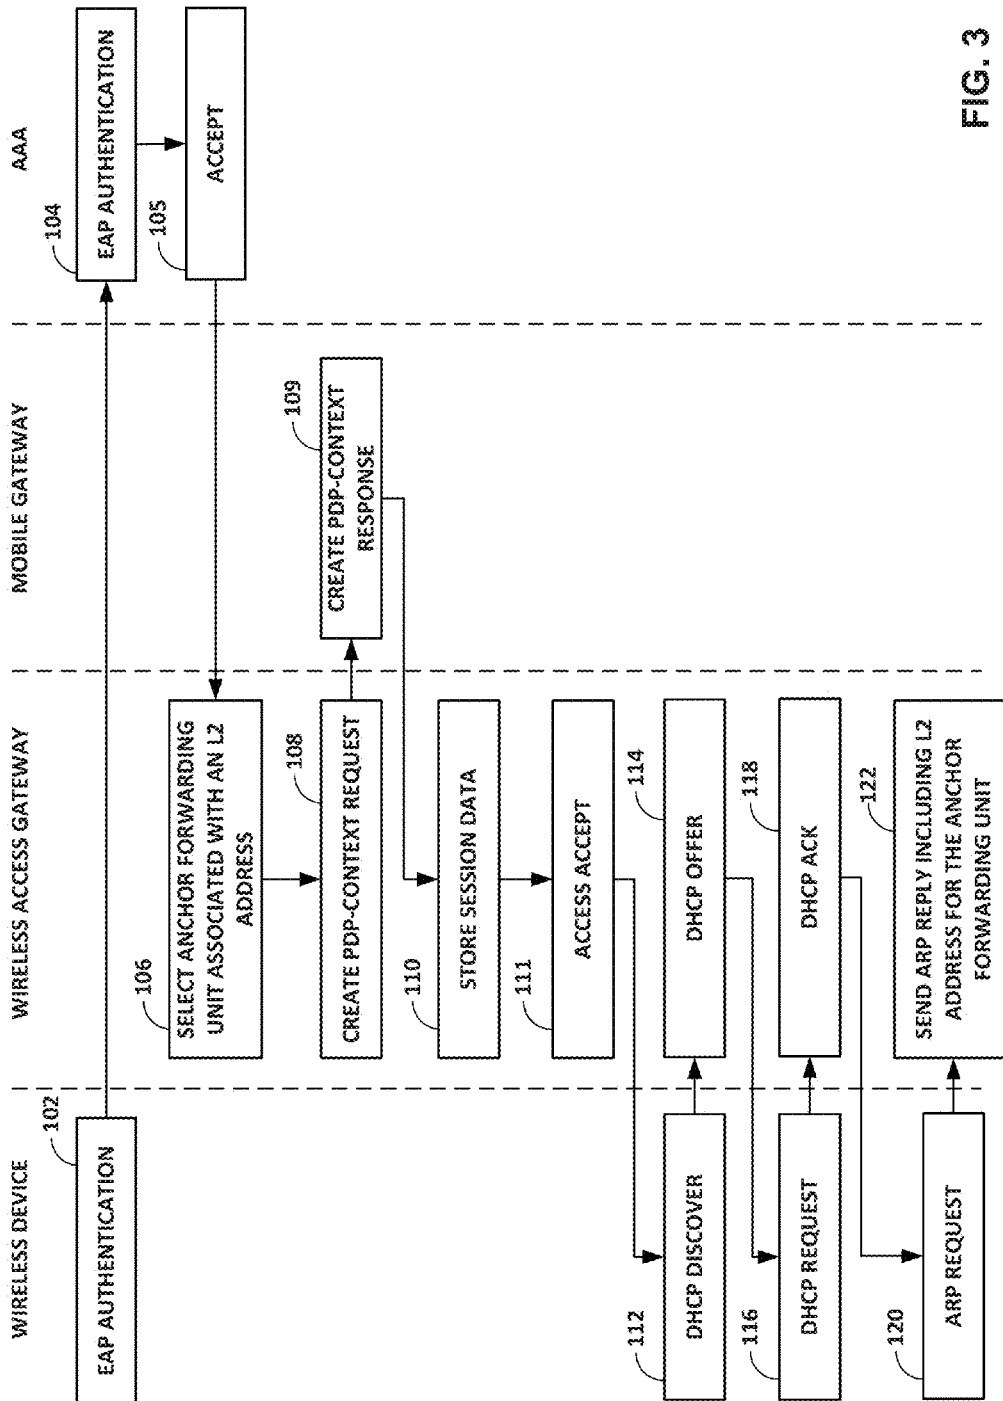 WIRELESS DEVICE
WIRELESS ACCESS GATEWAY
MOBILE GATEWAY
AAA
102
EAP AUTHENTICATION
104
EAP AUTHENTICATION
105
ACCEPT
106
SELECT ANCHOR FORWARDING
UNIT ASSOCIATED WITH AN L2
ADDRESS
108
CREATE PDP-CONTEXT REQUEST
109
CREATE PDP-CONTEXT
RESPONSE
110
STORE SESSION DATA
111
ACCESS ACCEPT
112
DHCP DISCOVER
114
DHCP OFFER
116
DHCP REQUEST
118
DHCP ACK
120
ARP REQUEST
122
SEND ARP REPLY INCLUDING L2
ADDRESS FOR THE ANCHOR
FORWARDING UNIT
FIG. 3